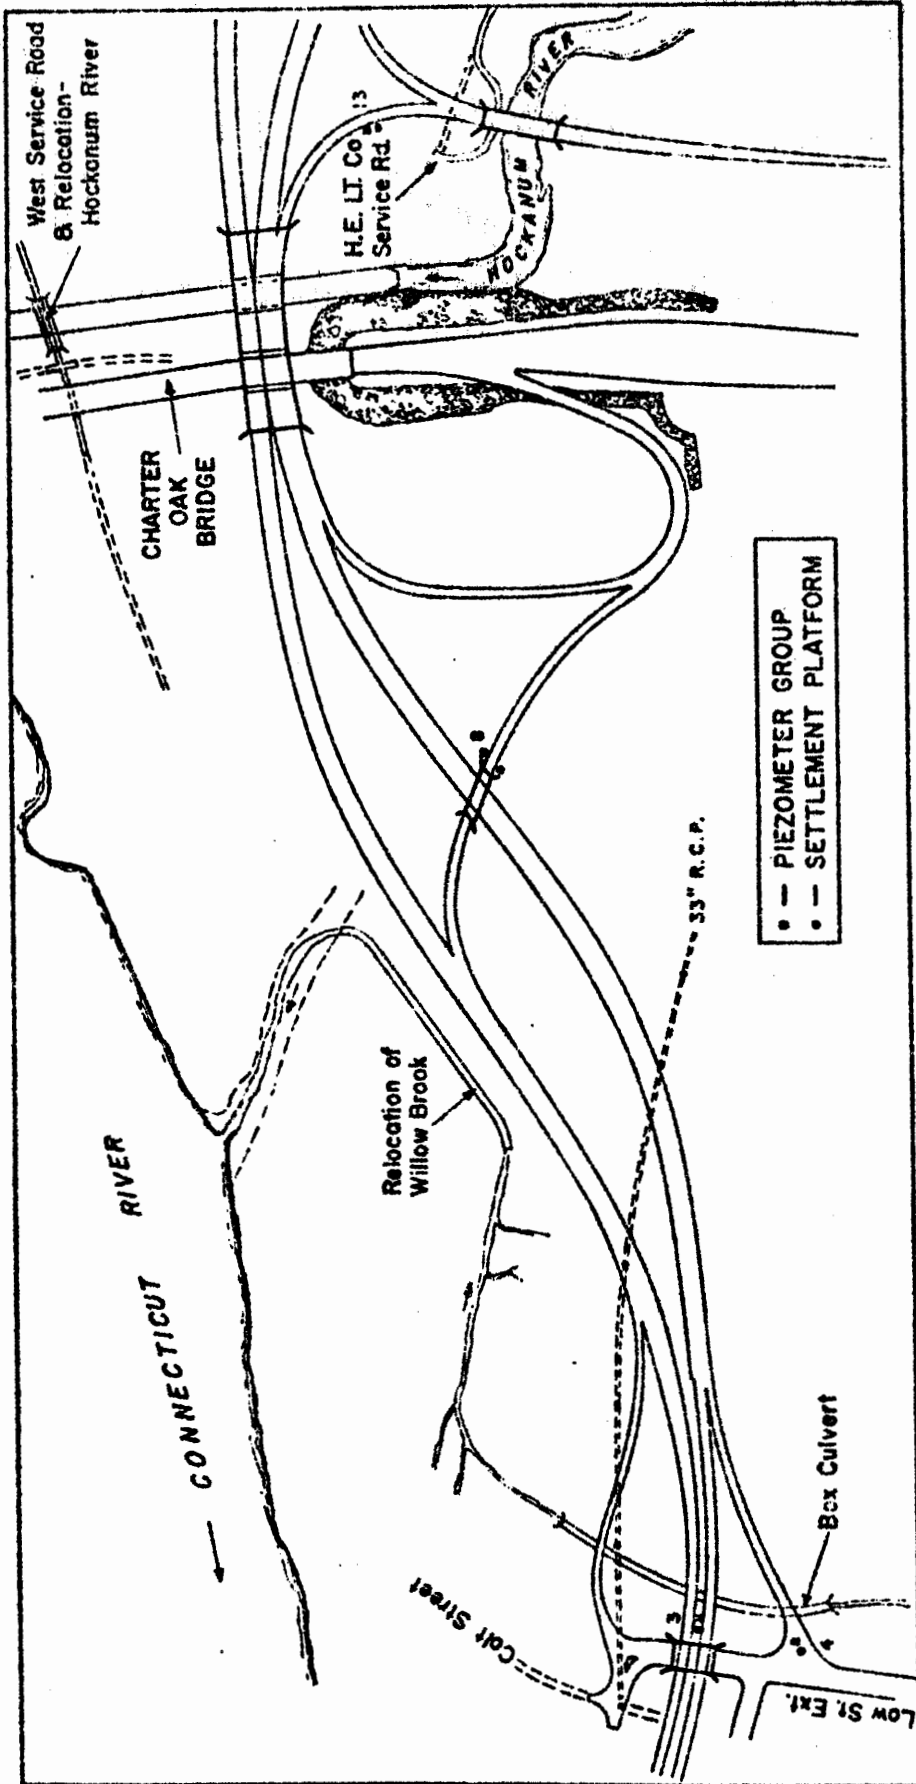 West Service Road
& Relocation-
Hockanum River
CHARTER
OAK
BRIDGE
H.E. LT. Co.
Service Rd.
13
HOCKANUM RIVER
CONNECTICUT RIVER
Relocation of
Willow Brook
8
33" R.C.P.
• — PIEZOMETER GROUP
• — SETTLEMENT PLATFORM
Colt Street
3
4
Box Culvert
Low St. Ext.